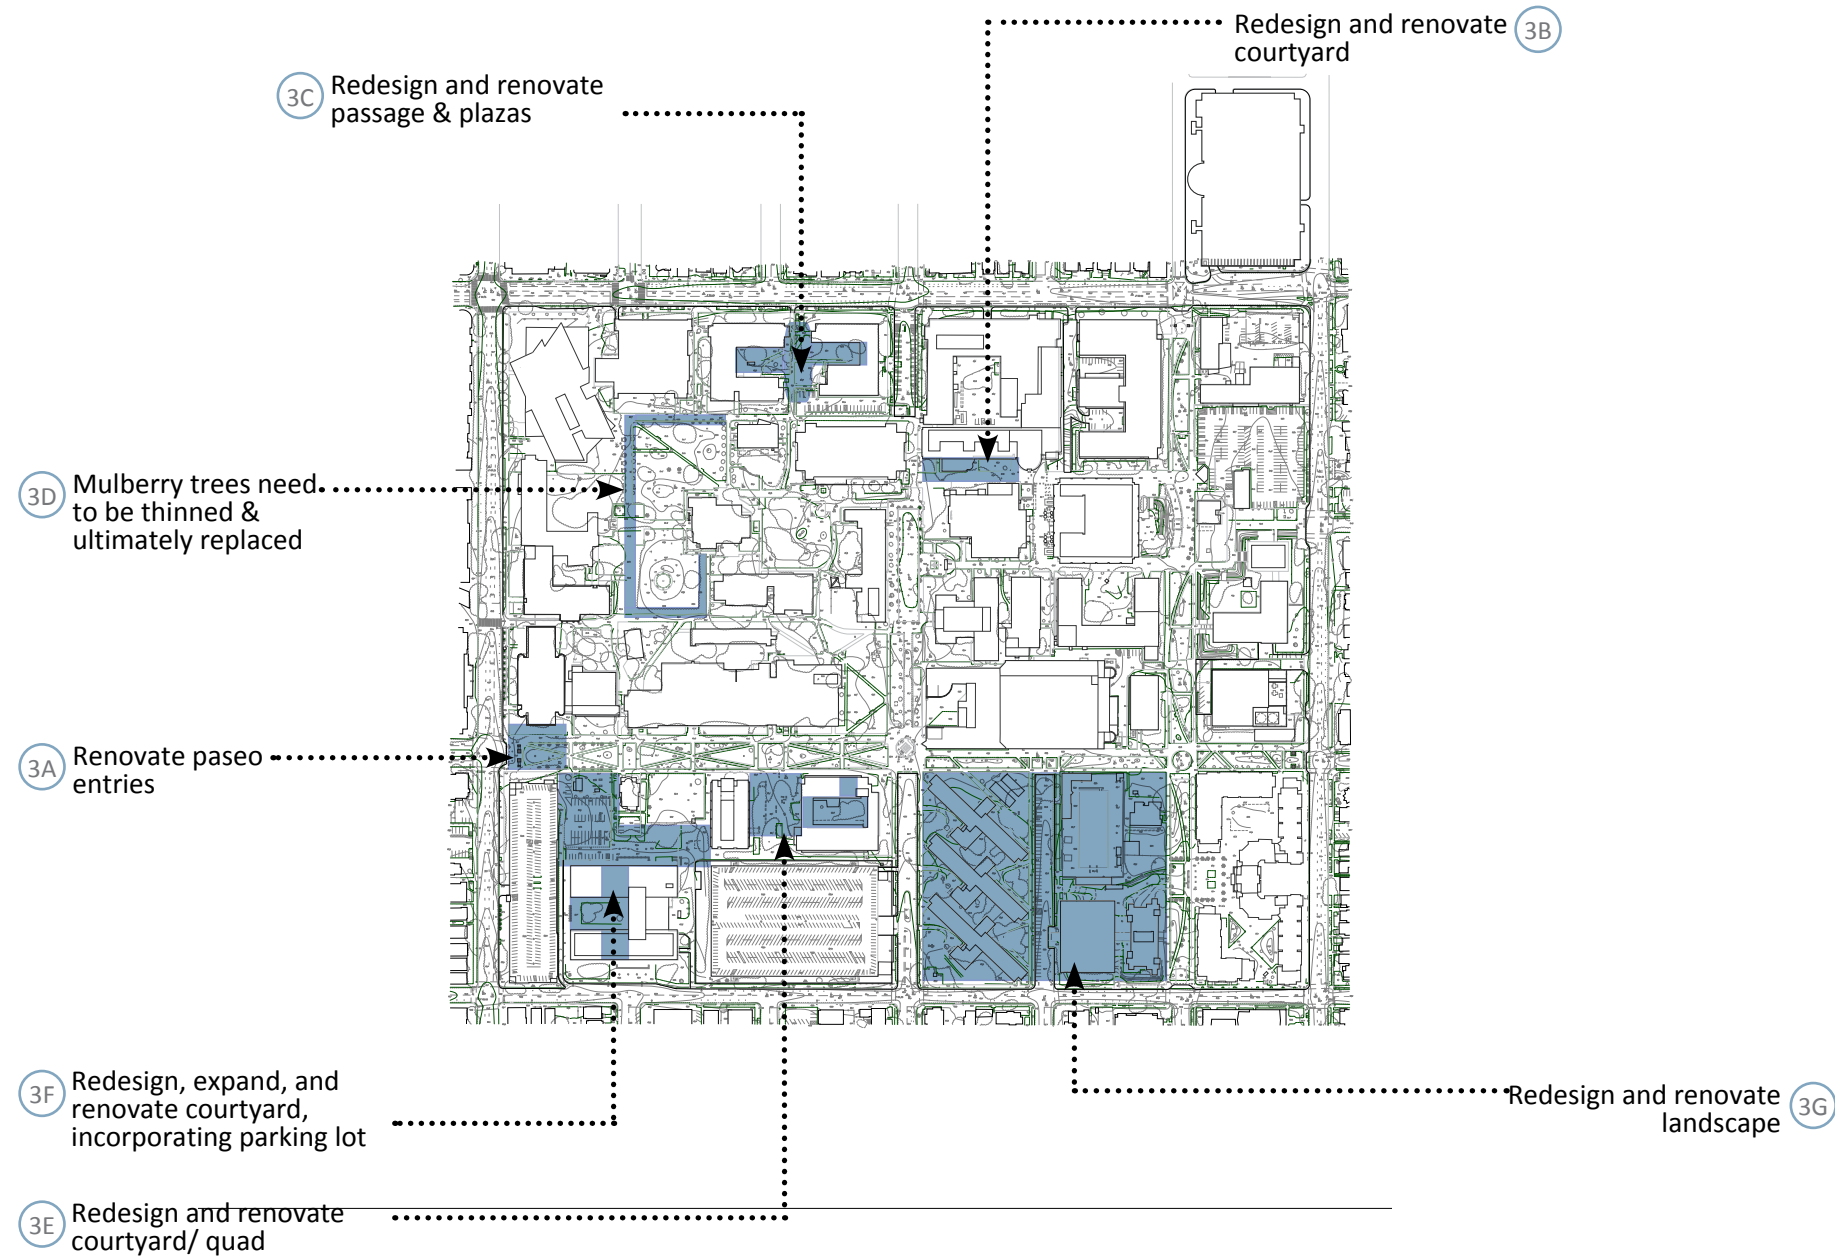 Redesign and renovate 3B
courtyard
3C Redesign and renovate
passage & plazas
3D Mulberry trees need
to be thinned &
ultimately replaced
3A Renovate paseo
entries
3F Redesign, expand, and
renovate courtyard,
incorporating parking lot
Redesign and renovate 3G
landscape
3E Redesign and renovate
courtyard/ quad